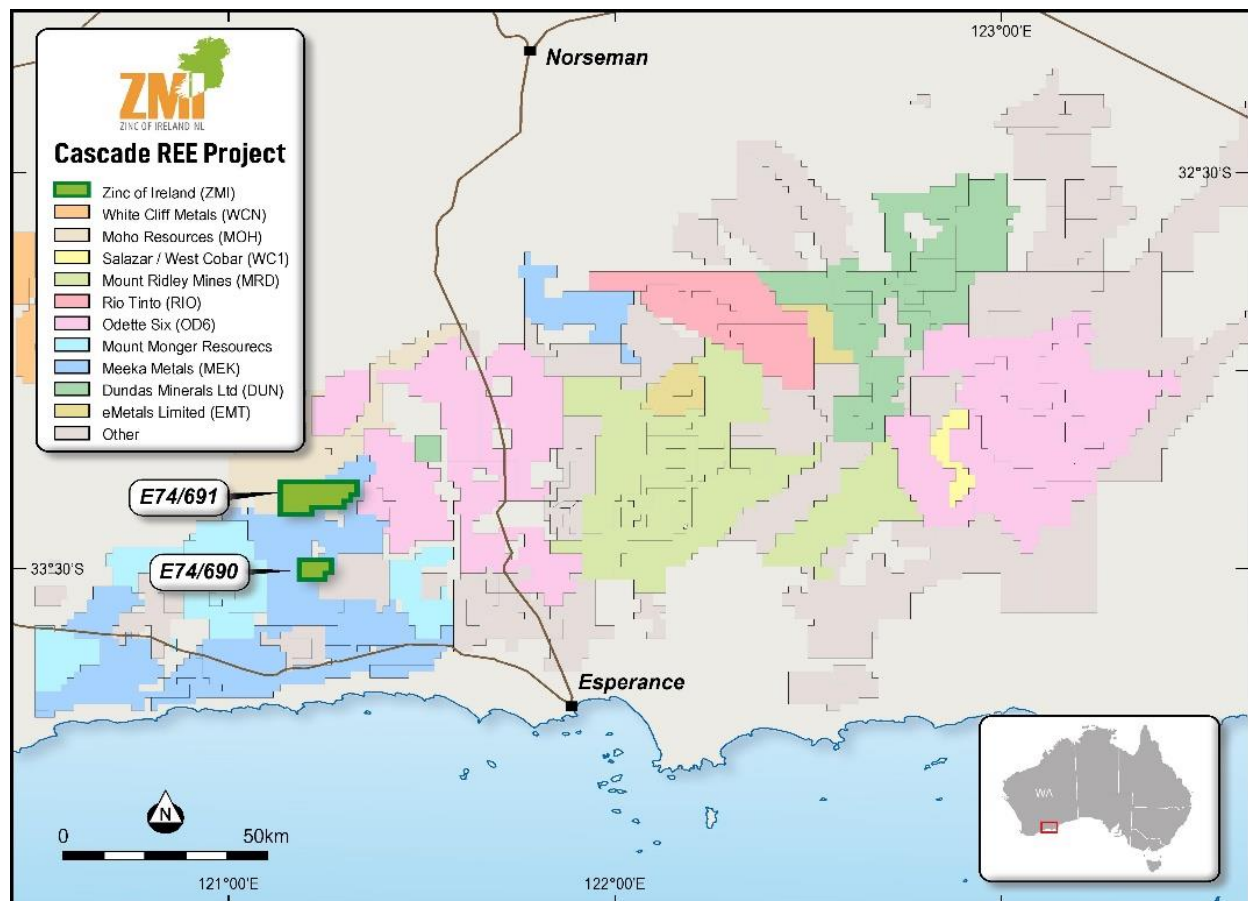 123°00'E
Norseman
ZMI
ZINC OF IRELAND NL
Cascade REE Project
Zinc of Ireland (ZMI)
White Cliff Metals (WCN)
Moho Resources (MOH)
Salazar / West Cobar (WC1)
Mount Ridley Mines (MRD)
Rio Tinto (RIO)
Odette Six (OD6)
Mount Monger Resourecs
Meeka Metals (MEK)
Dundas Minerals Ltd (DUN)
eMetals Limited (EMT)
Other
32°30'S
E74/691
E74/690
33°30'S
Esperance
N
0 50km
WA
121°00'E
122°00'E